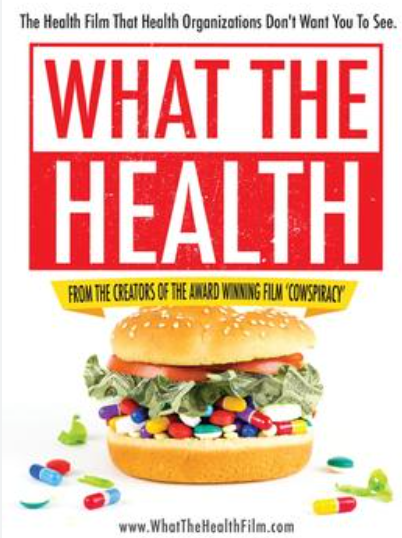 The Health Film That Health Organizations Don't Want You To See.
WHAT THE
HEALTH
FROM THE CREATORS OF THE AWARD WINNING FILM 'COWSPIRACY'
www.WhatTheHealthFilm.com